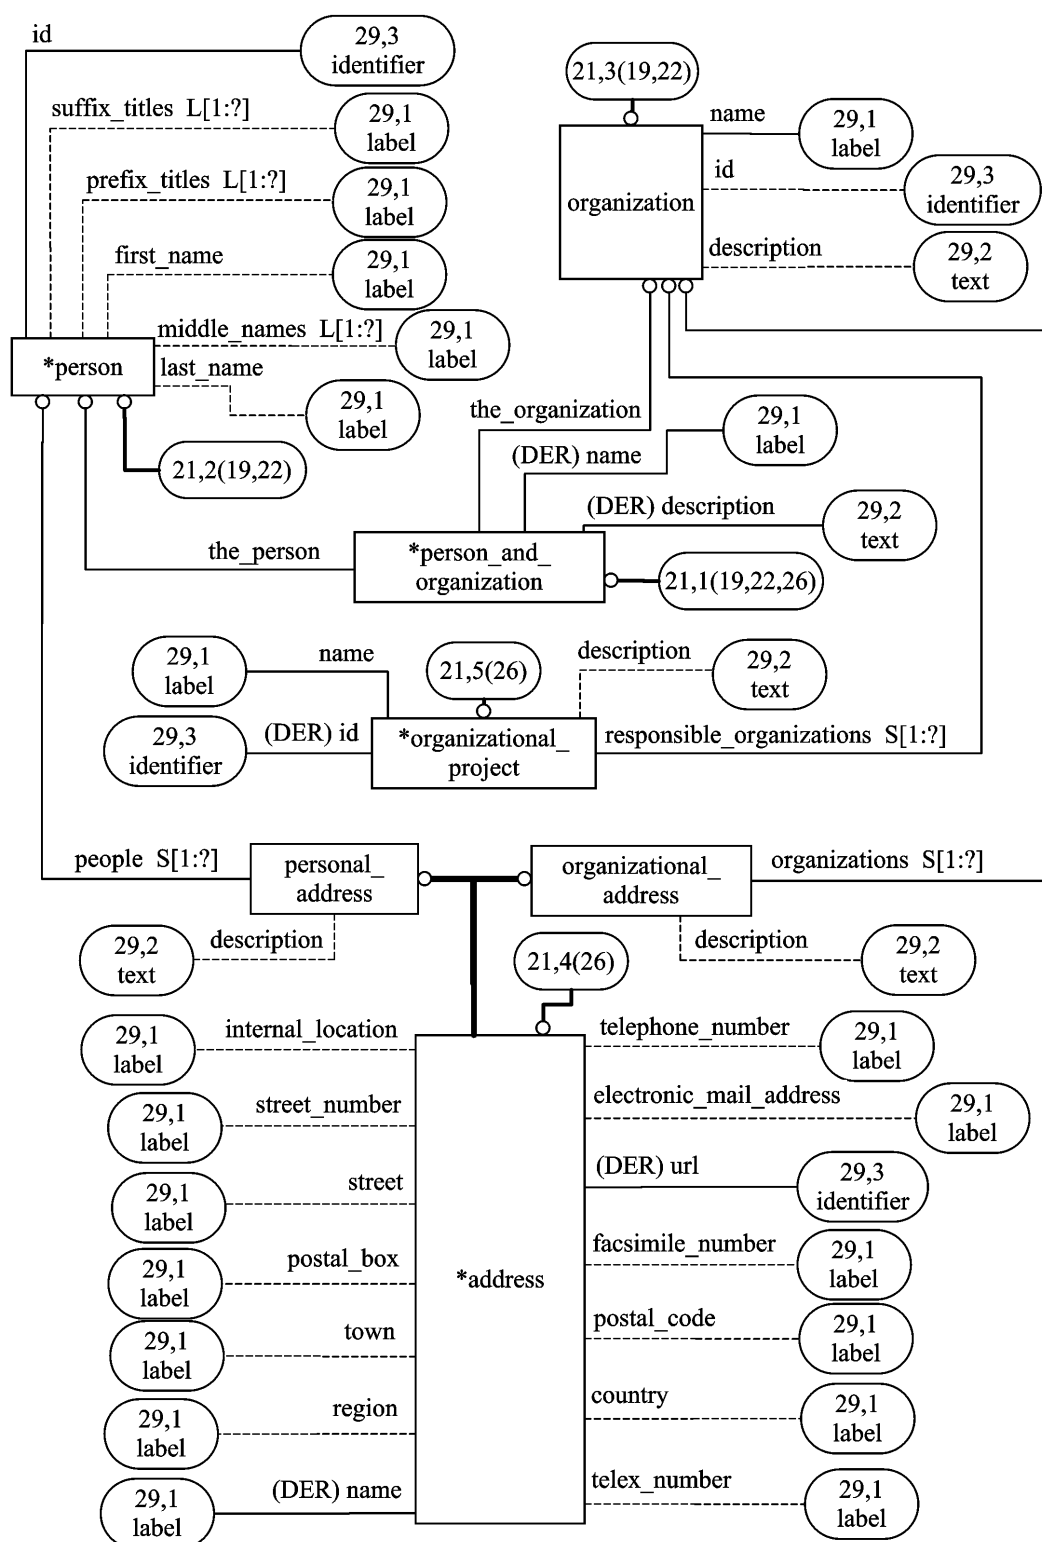 id
29,3
identifier
suffix_titles L[1:?]
29,1
label
prefix_titles L[1:?]
29,1
label
first_name
29,1
label
middle_names L[1:?]
29,1
label
*person
last_name
29,1
label
21,2(19,22)
21,3(19,22)
organization
name
29,1
label
id
29,3
identifier
description
29,2
text
the_organization
(DER) name
29,1
label
(DER) description
29,2
text
the_person
*person_and_
organization
21,1(19,22,26)
name
29,1
label
21,5(26)
description
29,2
text
(DER) id
29,3
identifier
*organizational_
project
responsible_organizations S[1:?]
people S[1:?]
personal_
address
organizational_
address
organizations S[1:?]
description
29,2
text
21,4(26)
description
29,2
text
internal_location
29,1
label
street_number
29,1
label
street
29,1
label
postal_box
29,1
label
town
29,1
label
region
29,1
label
(DER) name
29,1
label
*address
telephone_number
29,1
label
electronic_mail_address
29,1
label
(DER) url
29,3
identifier
facsimile_number
29,1
label
postal_code
29,1
label
country
29,1
label
telex_number
29,1
label